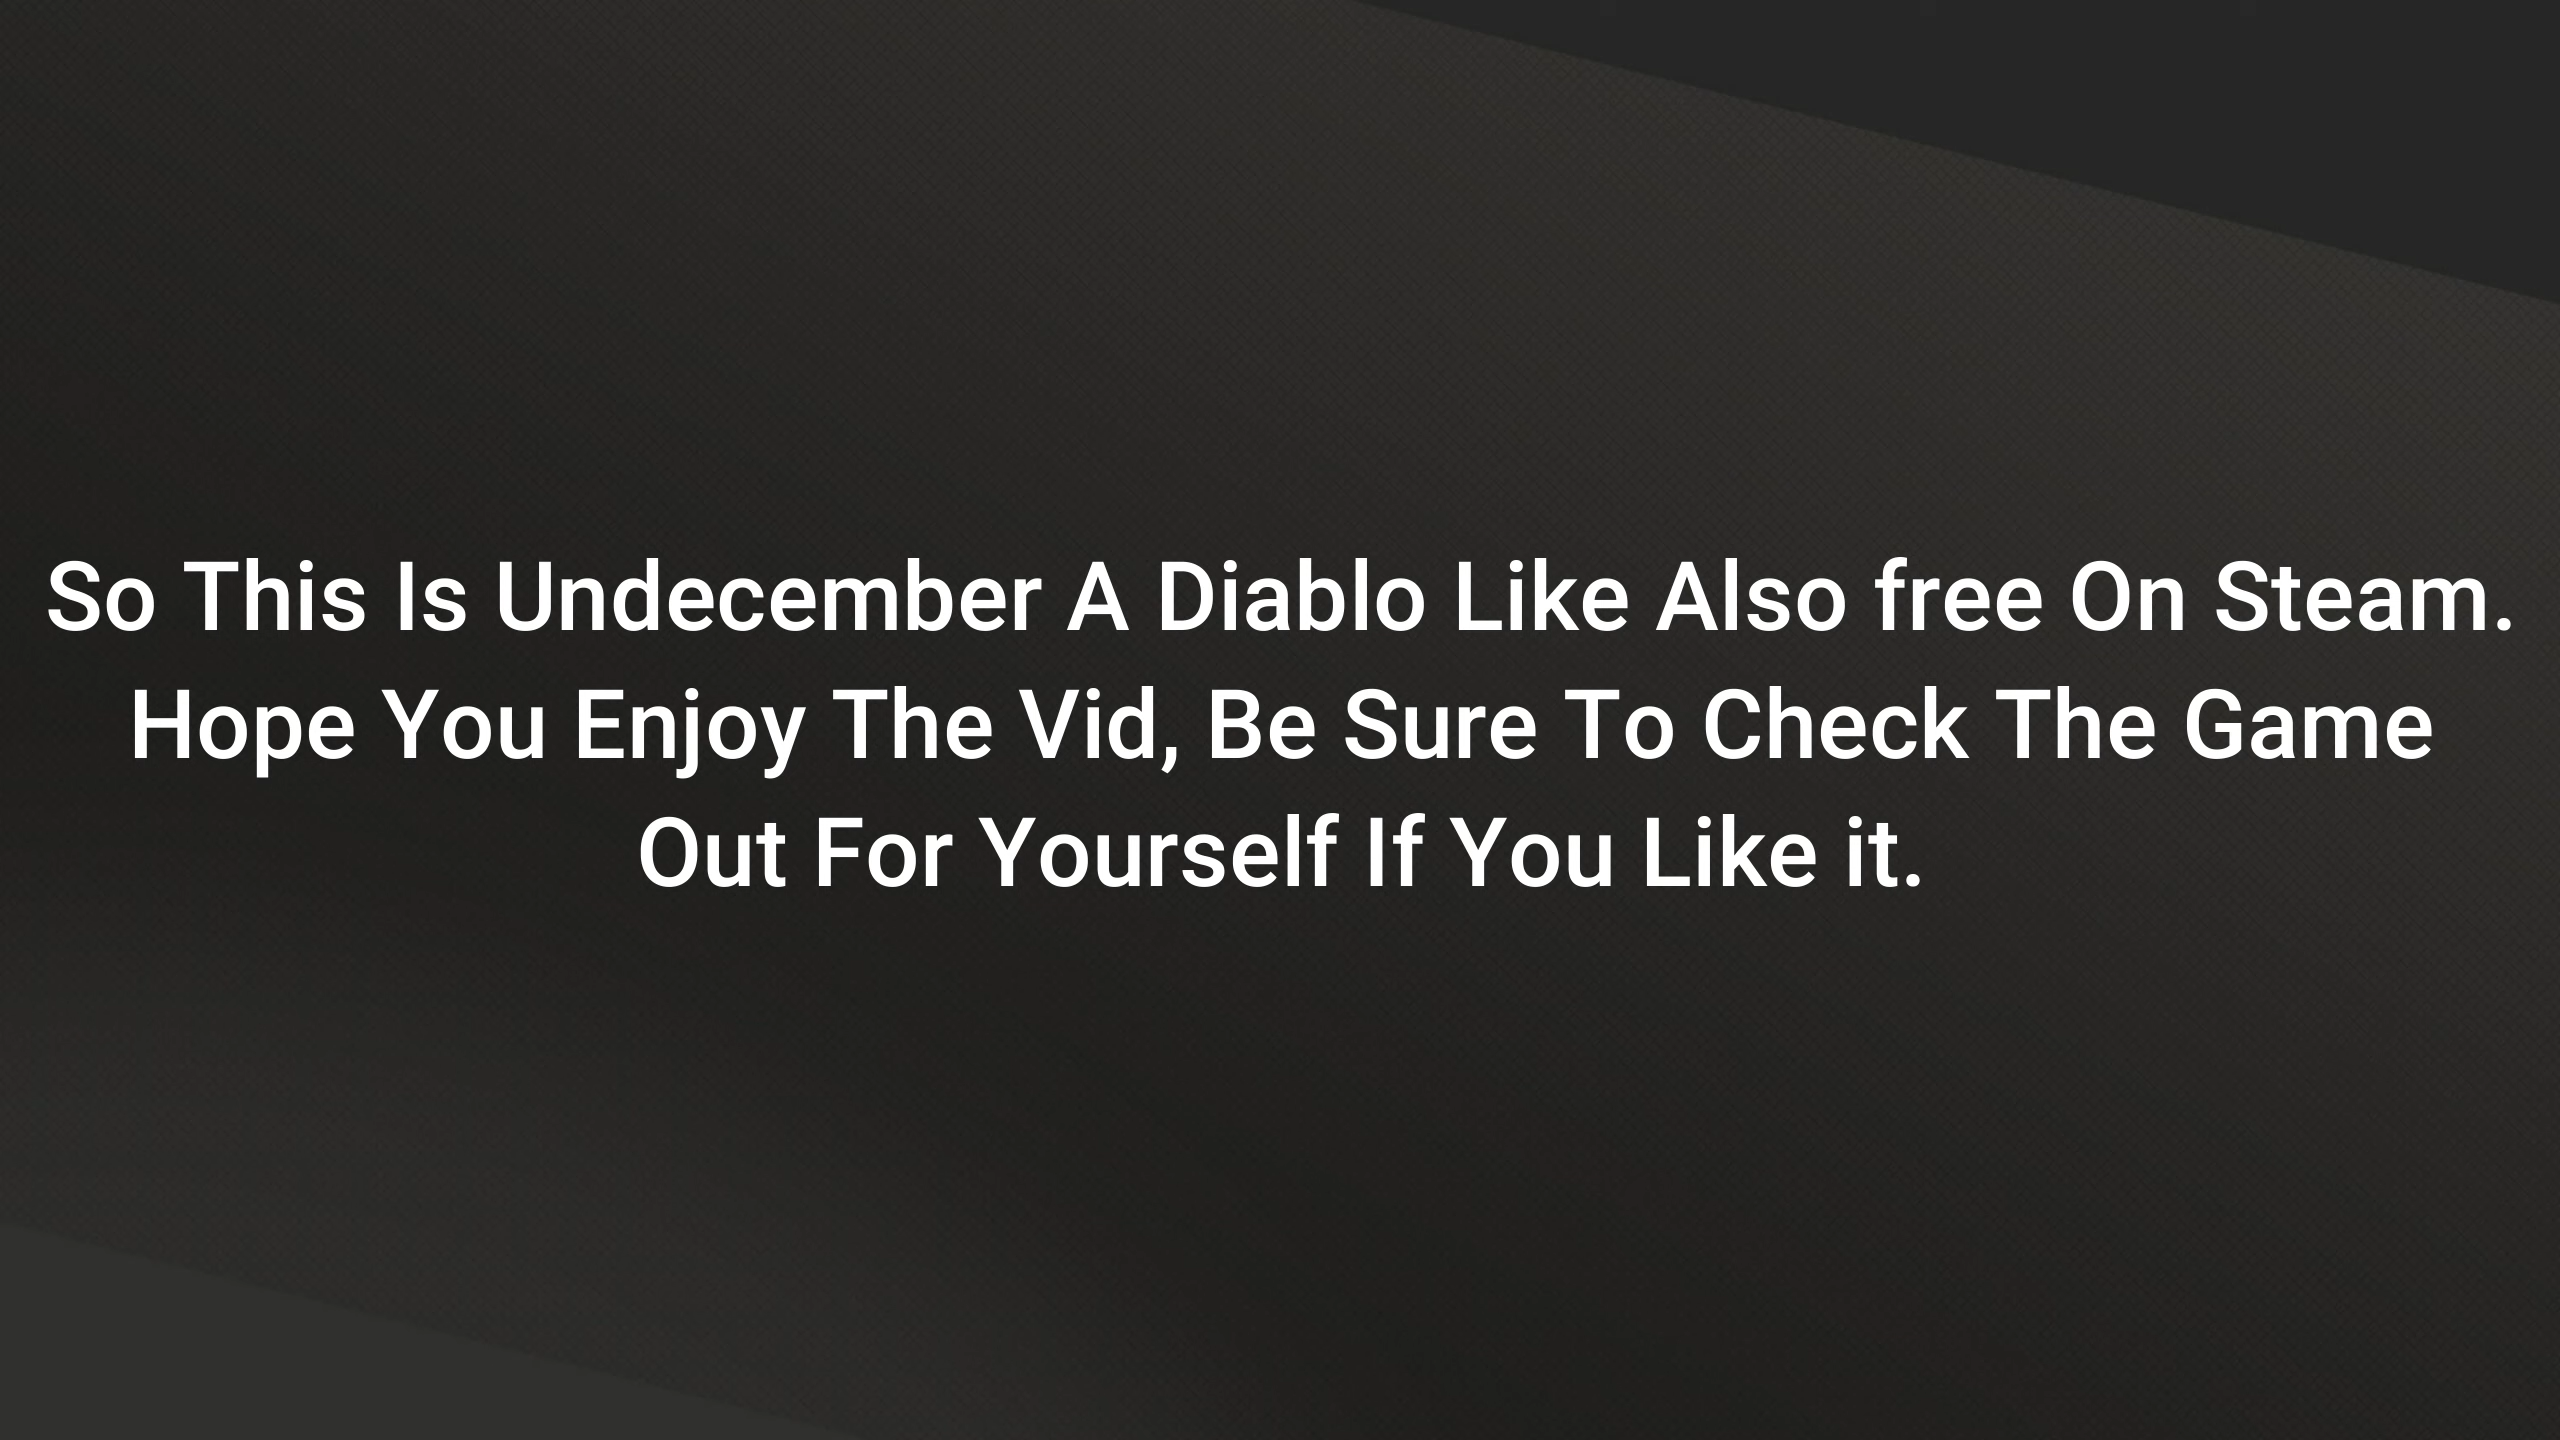 So This Is Undecember A Diablo Like Also free On Steam.
Hope You Enjoy The Vid, Be Sure To Check The Game
Out For Yourself If You Like it.